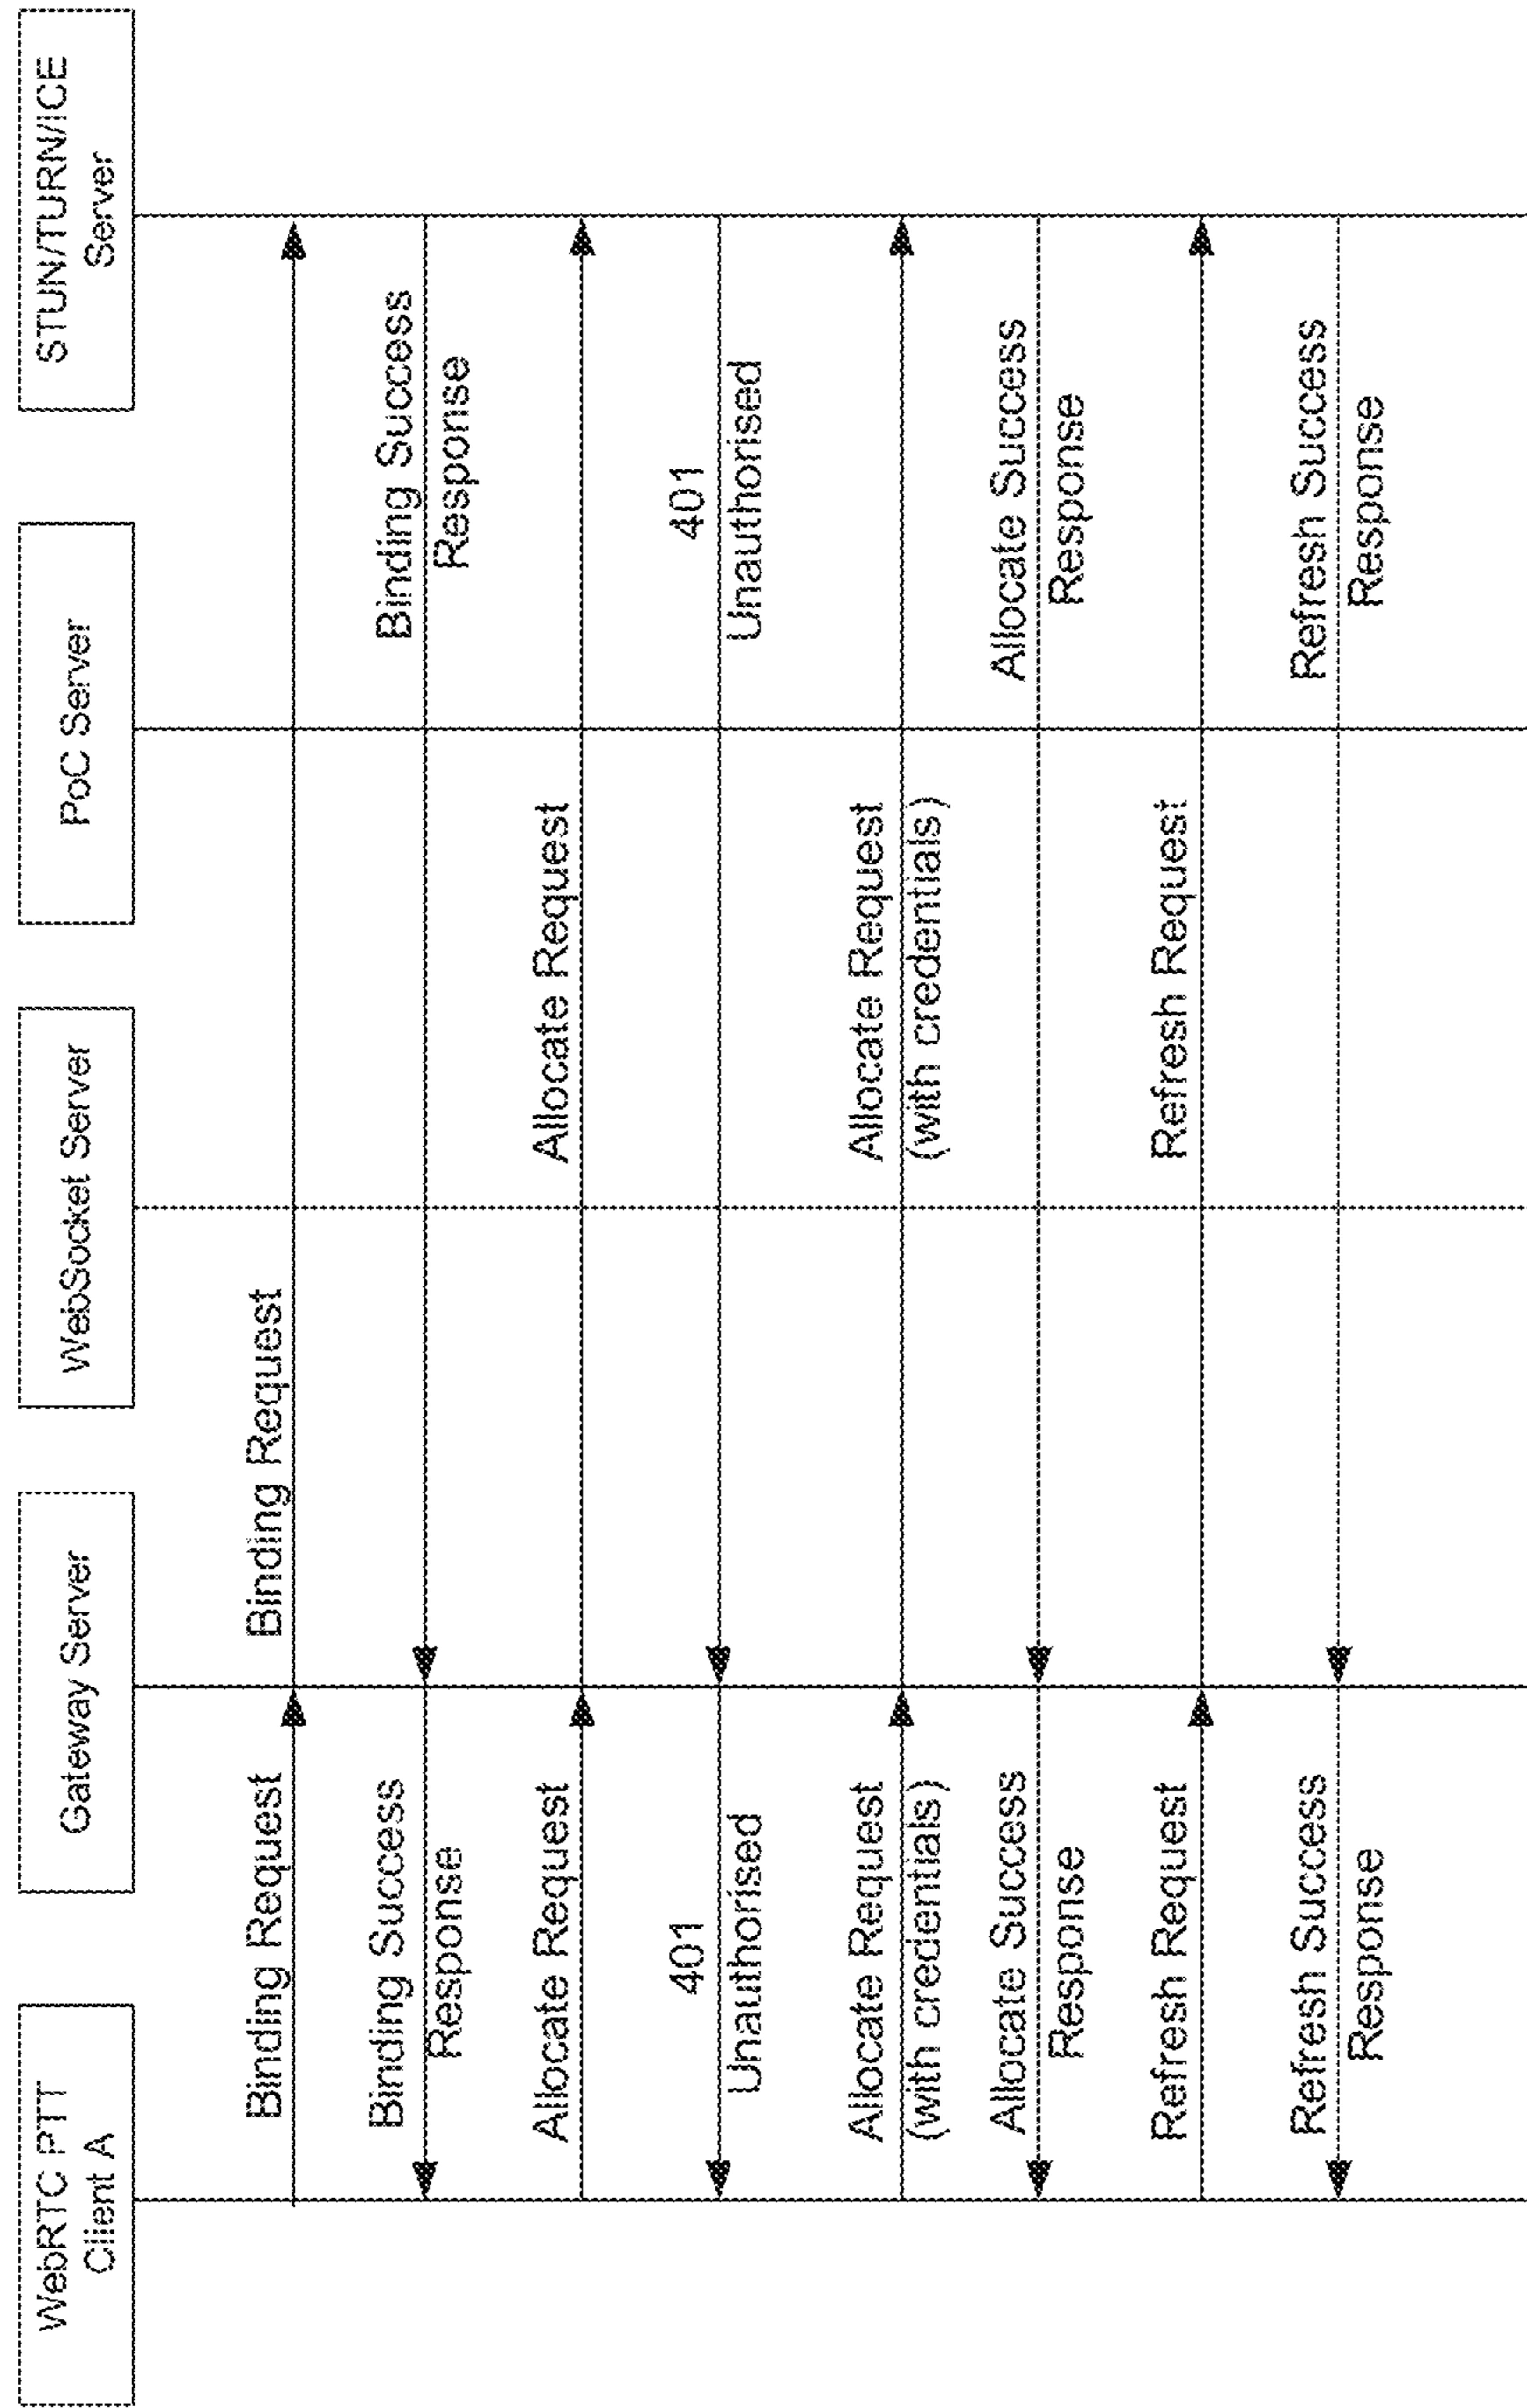 WebRTC PTT
Client A
Gateway Server
WebSocket Server
PoC Server
STUN/TURN/ICE
Server
Binding Request
Binding Request
Binding Success
Response
Binding Success
Response
Allocate Request
Allocate Request
401
Unauthorised
401
Unauthorised
Allocate Request
(with credentials)
Allocate Request
(with credentials)
Allocate Success
Response
Allocate Success
Response
Refresh Request
Refresh Request
Refresh Success
Response
Refresh Success
Response